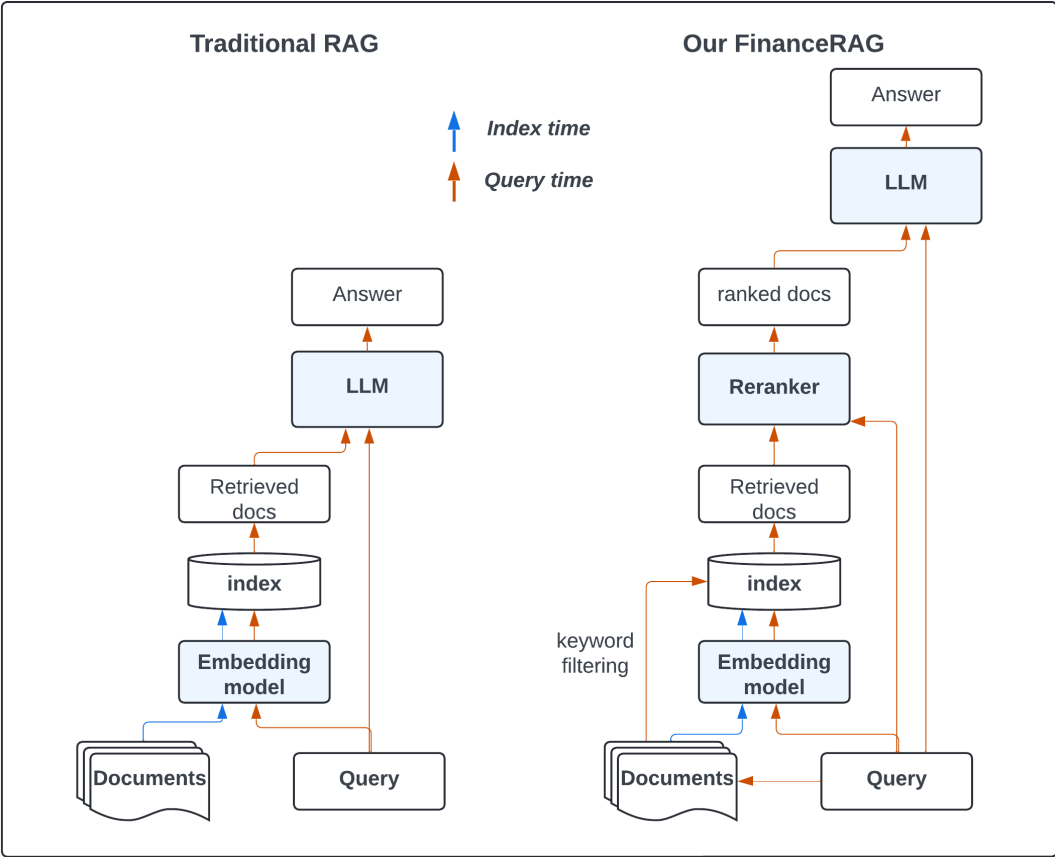 Traditional RAG
Our FinanceRAG
Index time
Query time
Answer
LLM
Retrieved
docs
index
Embedding
model
Documents
Query
Answer
LLM
ranked docs
Reranker
Retrieved
docs
index
keyword
filtering
Embedding
model
Documents
Query